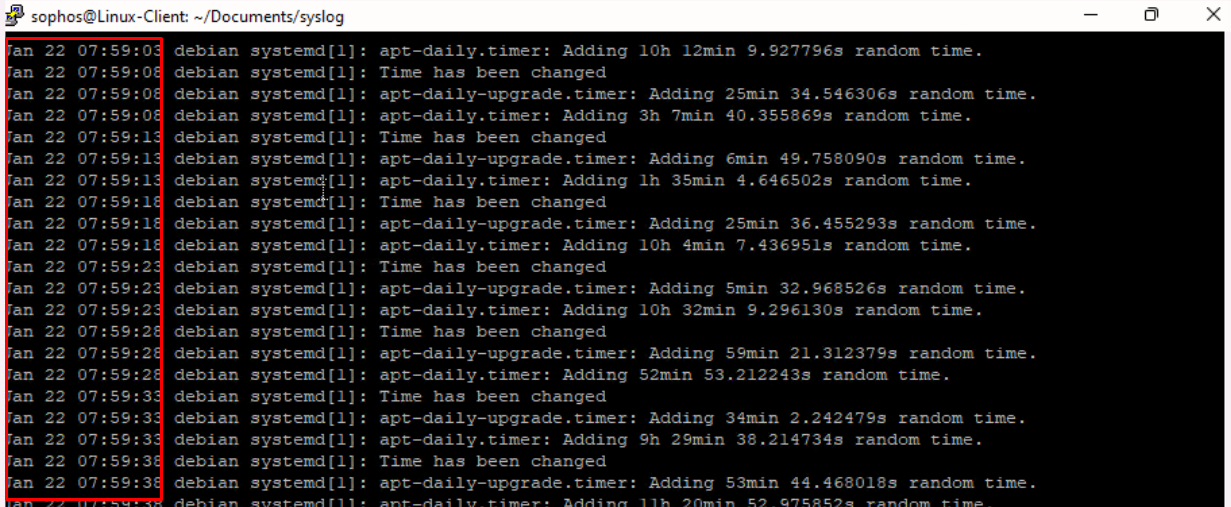 sophos@Linux-Client: ~/Documents/syslog
Jan 22 07:59:03 debian systemd[1]: apt-daily.timer: Adding 10h 12min 9.927796s random time.
Jan 22 07:59:08 debian systemd[1]: Time has been changed
Jan 22 07:59:08 debian systemd[1]: apt-daily-upgrade.timer: Adding 25min 34.546306s random time.
Jan 22 07:59:08 debian systemd[1]: apt-daily.timer: Adding 3h 7min 40.355869s random time.
Jan 22 07:59:13 debian systemd[1]: Time has been changed
Jan 22 07:59:13 debian systemd[1]: apt-daily-upgrade.timer: Adding 6min 49.758090s random time.
Jan 22 07:59:13 debian systemd[1]: apt-daily.timer: Adding 1h 35min 4.646502s random time.
Jan 22 07:59:18 debian systemd[1]: Time has been changed
Jan 22 07:59:18 debian systemd[1]: apt-daily-upgrade.timer: Adding 25min 36.455293s random time.
Jan 22 07:59:18 debian systemd[1]: apt-daily.timer: Adding 10h 4min 7.436951s random time.
Jan 22 07:59:23 debian systemd[1]: Time has been changed
Jan 22 07:59:23 debian systemd[1]: apt-daily-upgrade.timer: Adding 5min 32.968526s random time.
Jan 22 07:59:23 debian systemd[1]: apt-daily.timer: Adding 10h 32min 9.296130s random time.
Jan 22 07:59:28 debian systemd[1]: Time has been changed
Jan 22 07:59:28 debian systemd[1]: apt-daily-upgrade.timer: Adding 59min 21.312379s random time.
Jan 22 07:59:28 debian systemd[1]: apt-daily.timer: Adding 52min 53.212243s random time.
Jan 22 07:59:33 debian systemd[1]: Time has been changed
Jan 22 07:59:33 debian systemd[1]: apt-daily-upgrade.timer: Adding 34min 2.242479s random time.
Jan 22 07:59:33 debian systemd[1]: apt-daily.timer: Adding 9h 29min 38.214734s random time.
Jan 22 07:59:38 debian systemd[1]: Time has been changed
Jan 22 07:59:38 debian systemd[1]: apt-daily-upgrade.timer: Adding 53min 44.468018s random time.
Jan 22 07:59:38 debian systemd[1]: apt-daily.timer: Adding 11h 20min 52.975852s random time.